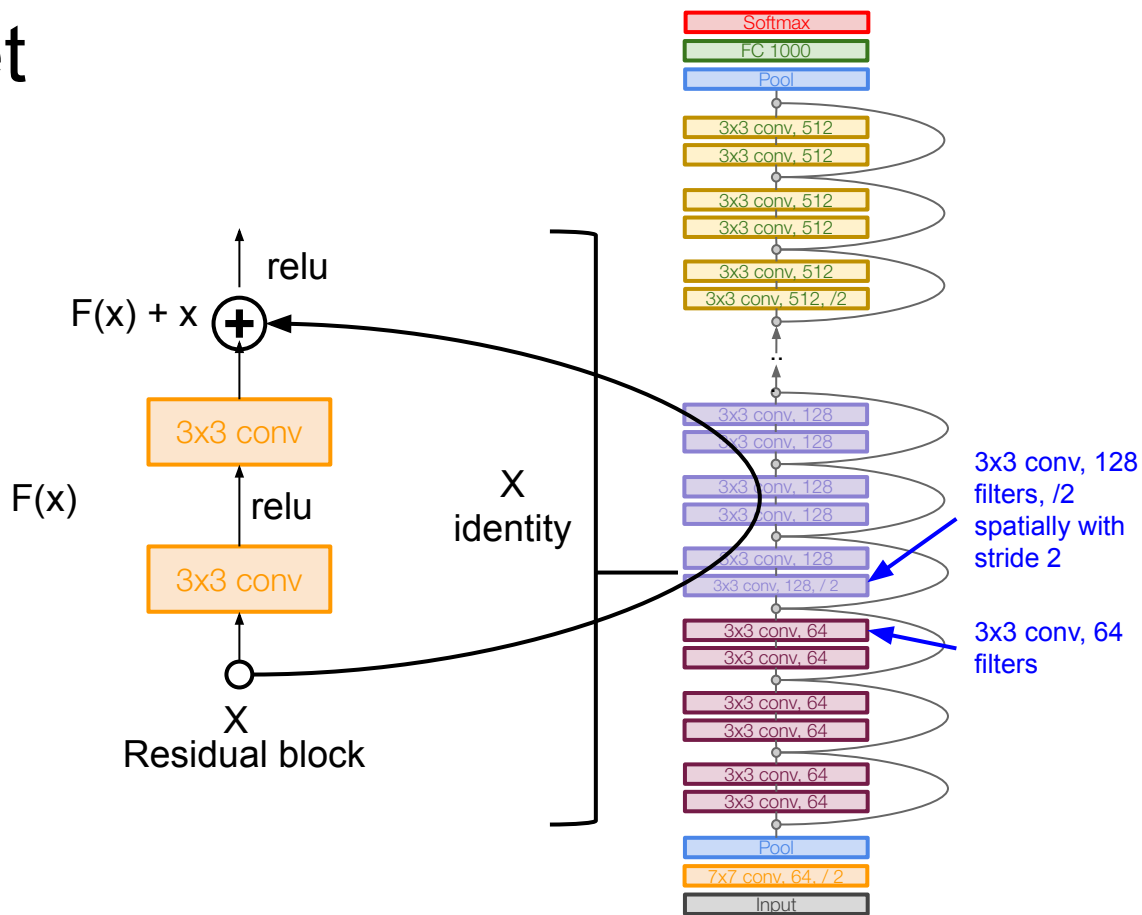 et
relu
F(x) + x
+
3x3 conv
F(x)
relu
3x3 conv
X
Residual block
X
identity
Softmax
FC 1000
Pool
3x3 conv, 512
3x3 conv, 512
3x3 conv, 512
3x3 conv, 512
3x3 conv, 512
3x3 conv, 512, /2
..
3x3 conv, 128
3x3 conv, 128
3x3 conv, 128
3x3 conv, 128
3x3 conv, 128
3x3 conv, 128, / 2
3x3 conv, 64
3x3 conv, 64
3x3 conv, 64
3x3 conv, 64
3x3 conv, 64
3x3 conv, 64
Pool
7x7 conv, 64, / 2
Input
3x3 conv, 128
filters, /2
spatially with
stride 2
3x3 conv, 64
filters